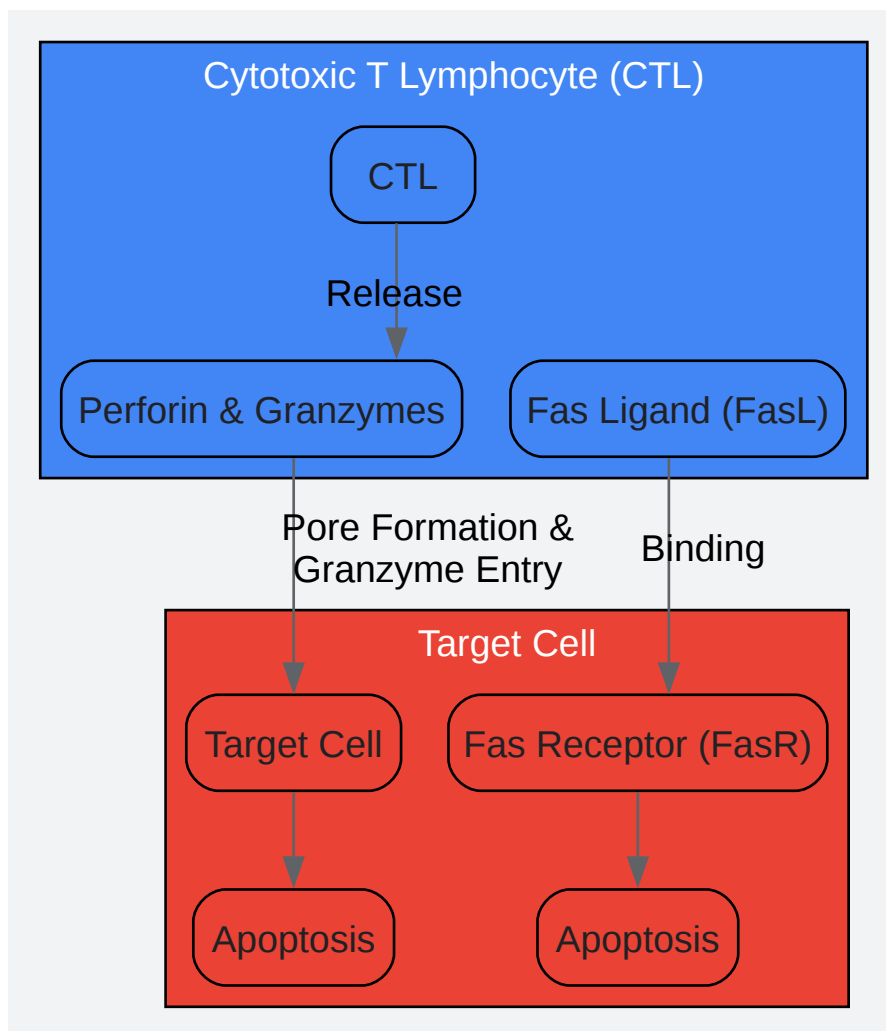 Cytotoxic T Lymphocyte (CTL)
CTL
Release
Perforin & Granzymes
Fas Ligand (FasL)
Pore Formation &
Granzyme Entry
Binding
Target Cell
Target Cell
Fas Receptor (FasR)
Apoptosis
Apoptosis